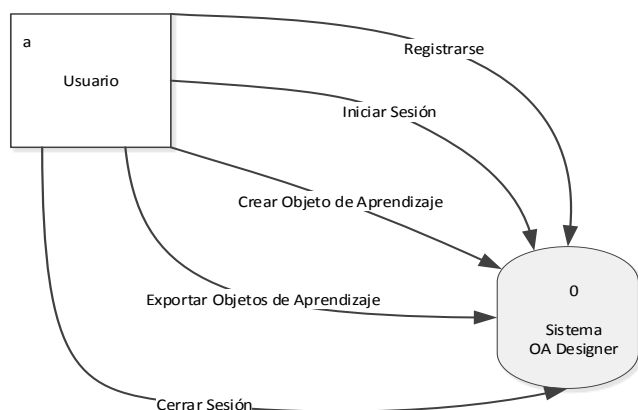 a
Usuario
Registrarse
Iniciar Sesión
Crear Objeto de Aprendizaje
Exportar Objetos de Aprendizaje
Cerrar Sesión
0
Sistema
OA Designer